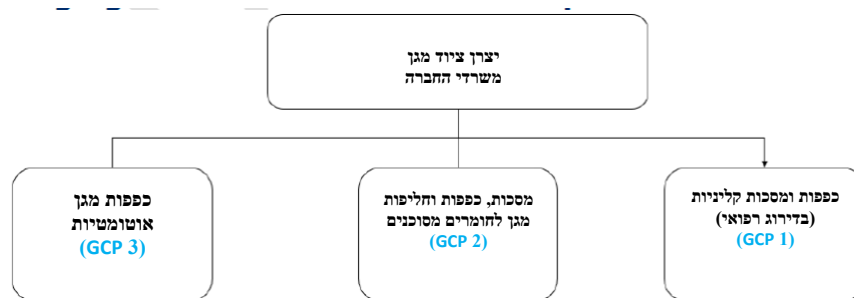 יצרן ציוד מגן
משרדי החברה
כפפות ומסכות קליניות
(בדירוג רפואי)
(GCP 1)
מסכות, כפפות וחליפות
מגן לחומרים מסוכנים
(GCP 2)
כפפות מגן
אוטומטיות
(GCP 3)